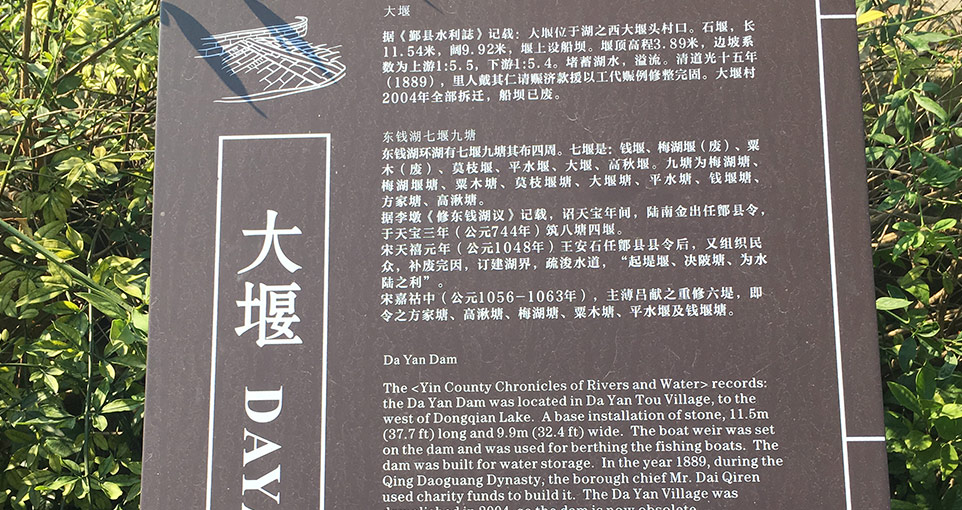 大堰
据《鄞县水利誌》记载：大堰位于湖之西大堰头村口。石堰，长
11.54米，阔9.92米，堰上设船坝。堰顶高程3.89米，边坡系
数为上游1:5.5，下游1:5.4。堵蓄湖水，溢流。清道光十五年
（1889），里人戴其仁请赈济款援以工代赈例修整完固。大堰村
2004年全部拆迁，船坝已废。
东钱湖七堰九塘
东钱湖环湖有七堰九塘其布四周。七堰是：钱堰、梅湖堰（废）、粟
木（废）、莫枝堰、平水堰、大堰、高秋堰。九塘为梅湖塘、
梅湖堰塘、粟木塘、莫枝堰塘、大堰塘、平水塘、钱堰塘、
方家塘、高湫塘。
据李墩《修东钱湖议》记载，诏天宝年间，陆南金出任鄮县令，
于天宝三年（公元744年）筑八塘四堰。
宋天禧元年（公元1048年）王安石任鄞县县令后，又组织民
众，补废完因，订建湖界，疏浚水道，“起堤堰、决陂塘、为水
陆之利”。
宋嘉祜中（公元1056-1063年），主薄吕献之重修六堤，即
令之方家塘、高湫塘、梅湖塘、粟木塘、平水堰及钱堰塘。
大堰 DAYA
Da Yan Dam
The <Yin County Chronicles of Rivers and Water> records:
the Da Yan Dam was located in Da Yan Tou Village, to the
west of Dongqian Lake. A base installation of stone, 11.5m
(37.7 ft) long and 9.9m (32.4 ft) wide. The boat weir was set
on the dam and was used for berthing the fishing boats. The
dam was built for water storage. In the year 1889, during the
Qing Daoguang Dynasty, the borough chief Mr. Dai Qiren
used charity funds to build it. The Da Yan Village was
demolished in 2004, so the dam is now obsolete.